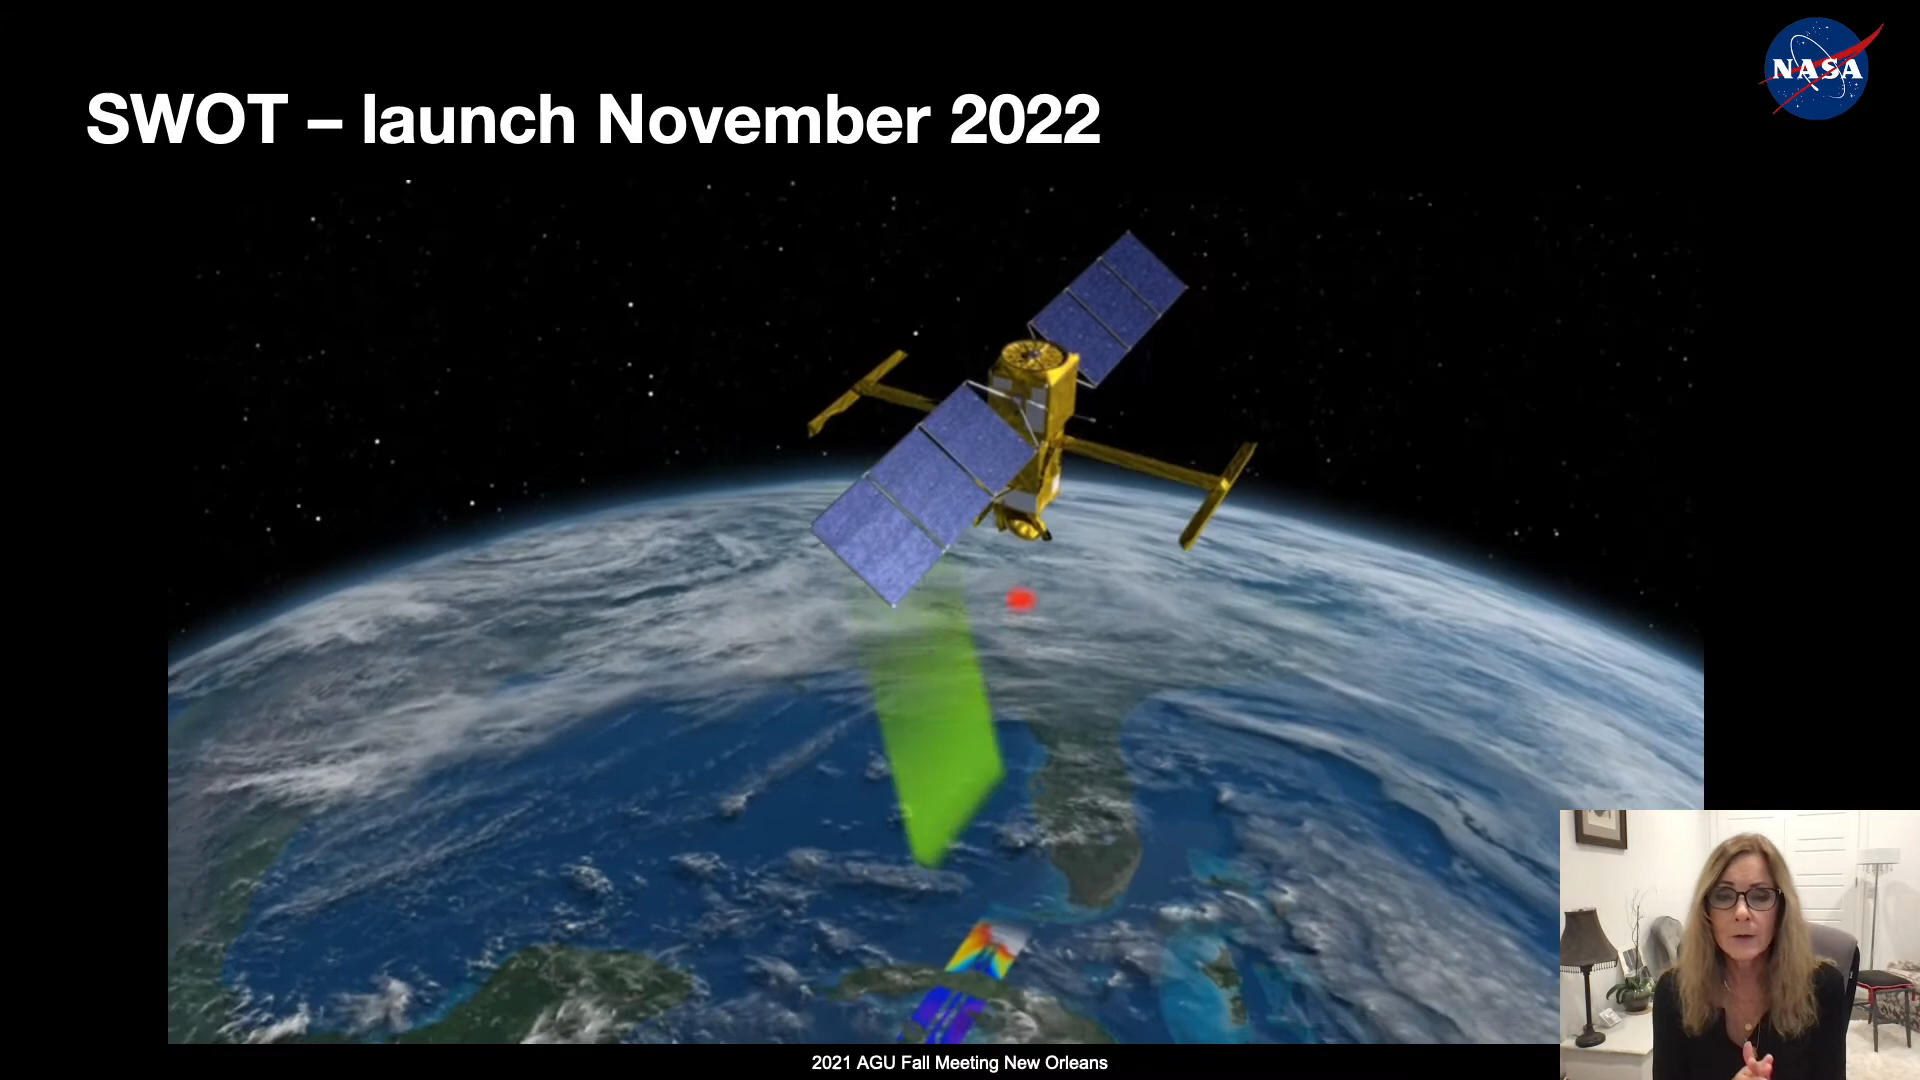 SWOT – launch November 2022
NASA
2021 AGU Fall Meeting New Orleans